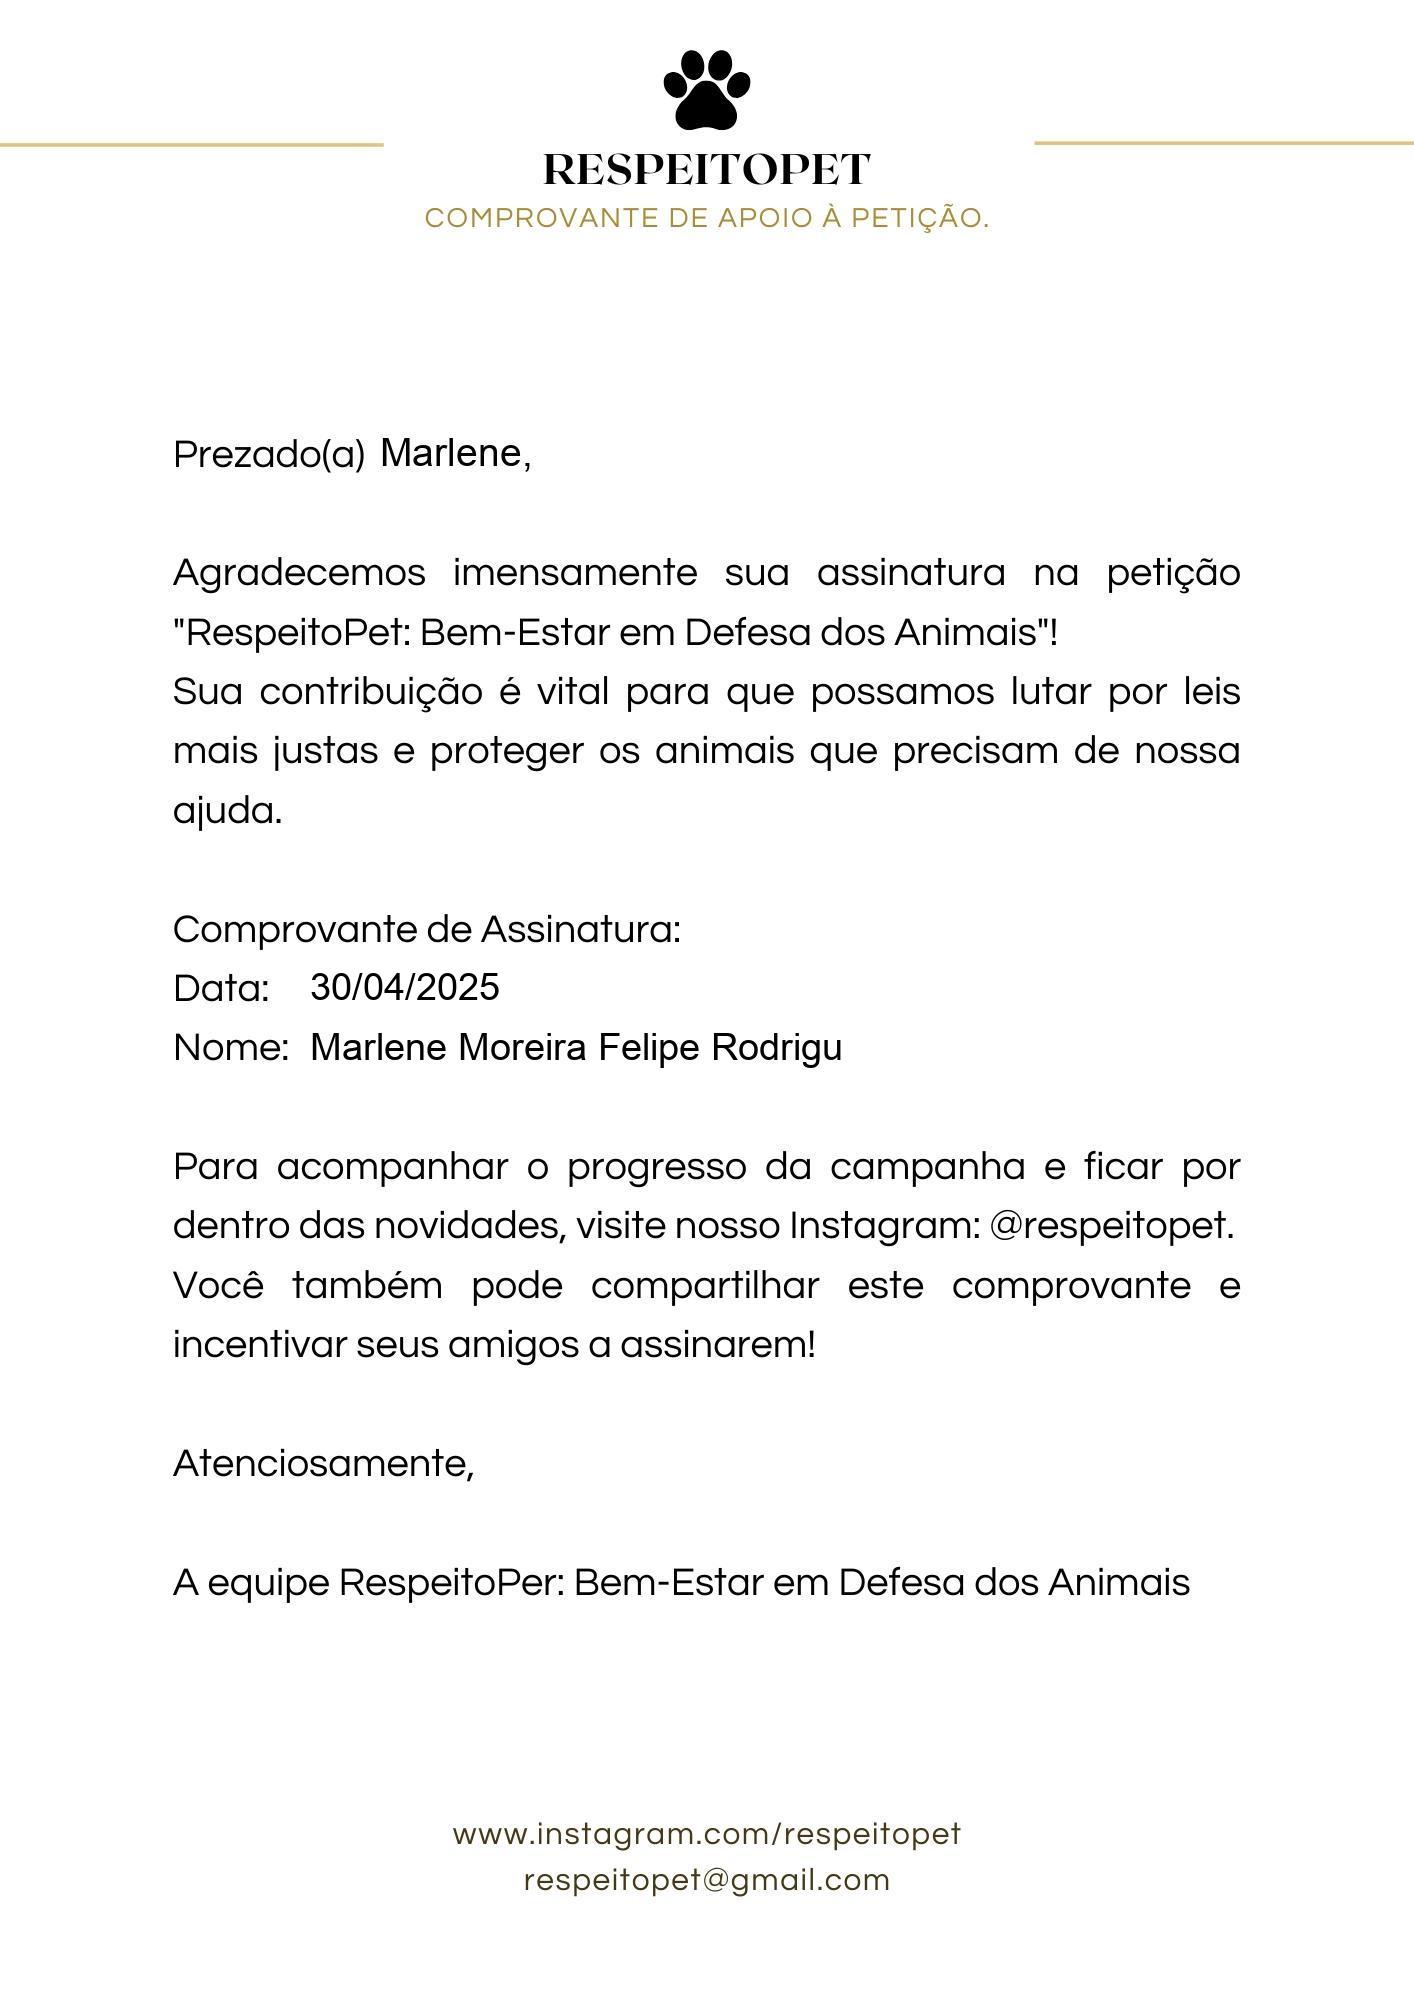 RESPEITOPET
COMPROVANTE DE APOIO À PETIÇÃO.
Prezado(a) Marlene,
Agradecemos imensamente sua assinatura na petição
"RespeitoPet: Bem-Estar em Defesa dos Animais"!
Sua contribuição é vital para que possamos lutar por leis
mais justas e proteger os animais que precisam de nossa
ajuda.
Comprovante de Assinatura:
Data: 30/04/2025
Nome: Marlene Moreira Felipe Rodrigu
Para acompanhar o progresso da campanha e ficar por
dentro das novidades, visite nosso Instagram: @respeitopet.
Você também pode compartilhar este comprovante e
incentivar seus amigos a assinarem!
Atenciosamente,
A equipe RespeitoPer: Bem-Estar em Defesa dos Animais
www.instagram.com/respeitopet
respeitopet@gmail.com